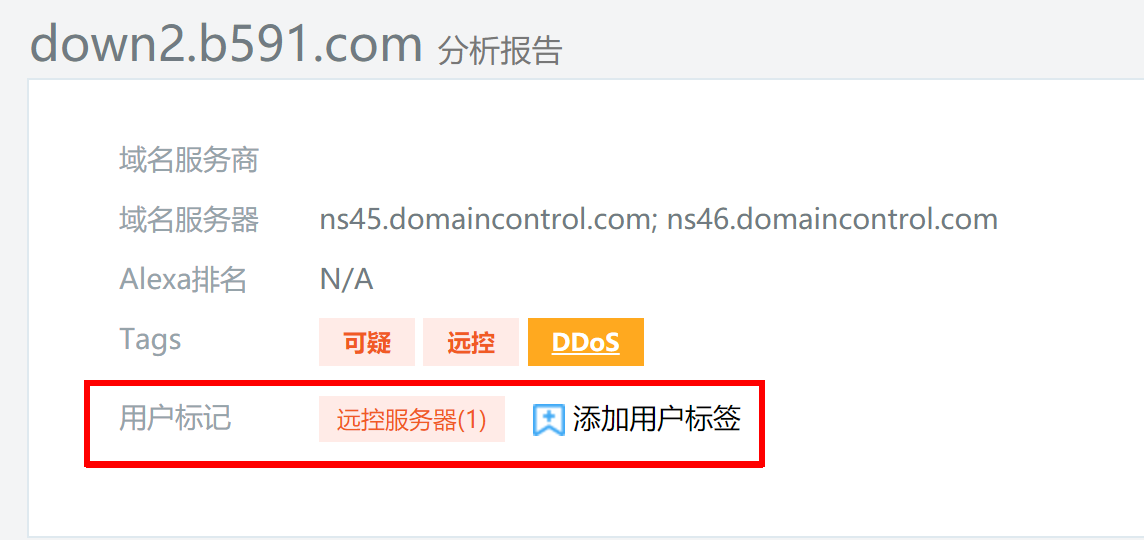 down2.b591.com 分析报告
域名服务商
域名服务器 ns45.domaincontrol.com; ns46.domaincontrol.com
Alexa排名 N/A
Tags 可疑 远控 DDoS
用户标记 远控服务器(1) 添加用户标签